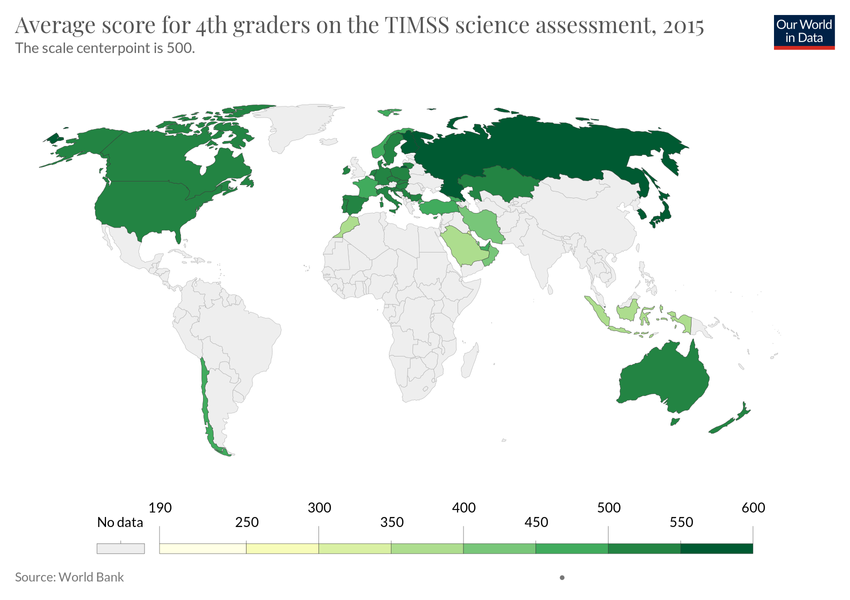 Average score for 4th graders on the TIMSS science assessment, 2015
The scale centerpoint is 500.
Our World
in Data
190 300 400 500 600
No data 250 350 450 550
Source: World Bank